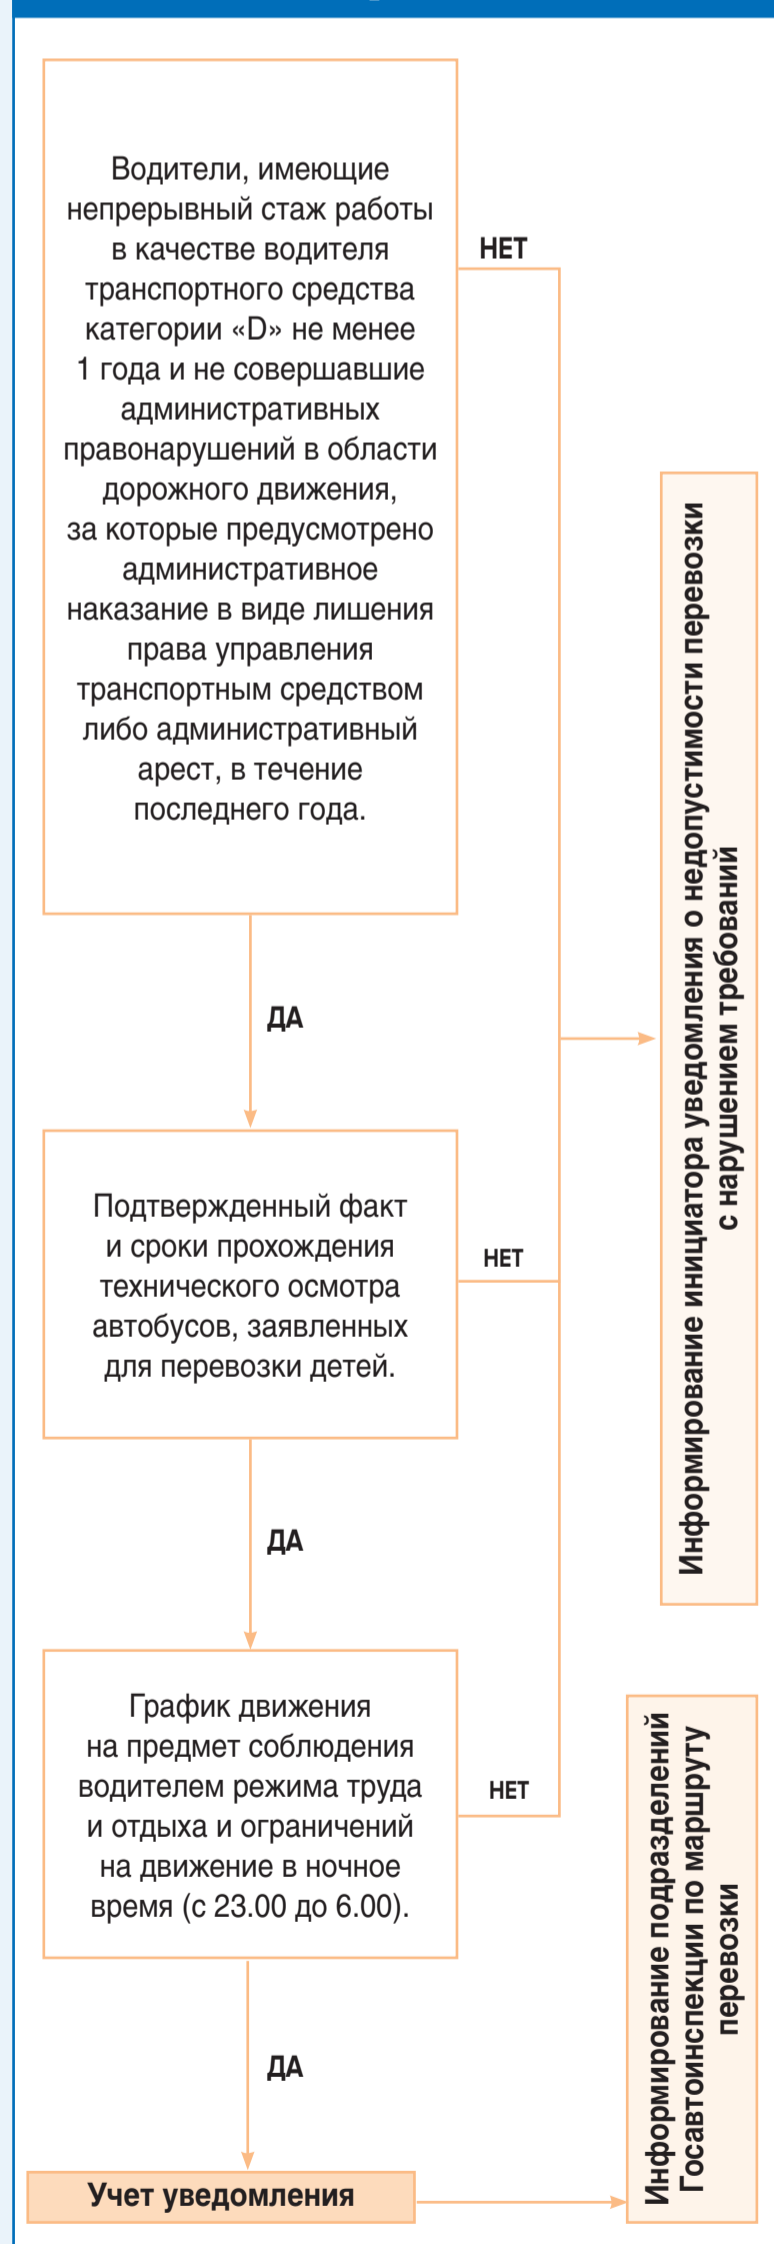 Водители, имеющие
непрерывный стаж работы
в качестве водителя
транспортного средства
категории «D» не менее
1 года и не совершавшие
административных
правонарушений в области
дорожного движения,
за которые предусмотрено
административное
наказание в виде лишения
права управления
транспортным средством
либо административный
арест, в течение
последнего года.
НЕТ
ДА
Подтвержденный факт
и сроки прохождения
технического осмотра
автобусов, заявленных
для перевозки детей.
НЕТ
ДА
График движения
на предмет соблюдения
водителем режима труда
и отдыха и ограничений
на движение в ночное
время (с 23.00 до 6.00).
НЕТ
ДА
Учет уведомления
Информирование инициатора уведомления о недопустимости перевозки
с нарушением требований
Информирование подразделений
Госавтоинспекции по маршруту
перевозки